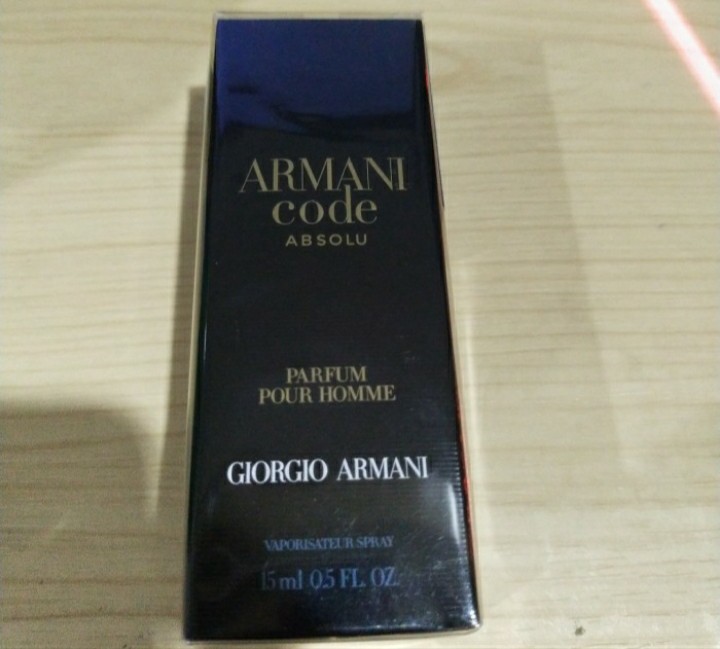 ARMANI
code
ABSOLU
PARFUM
POUR HOMME
GIORGIO ARMANI
VAPORISATEUR SPRAY
15 ml 0.5 FL. OZ.